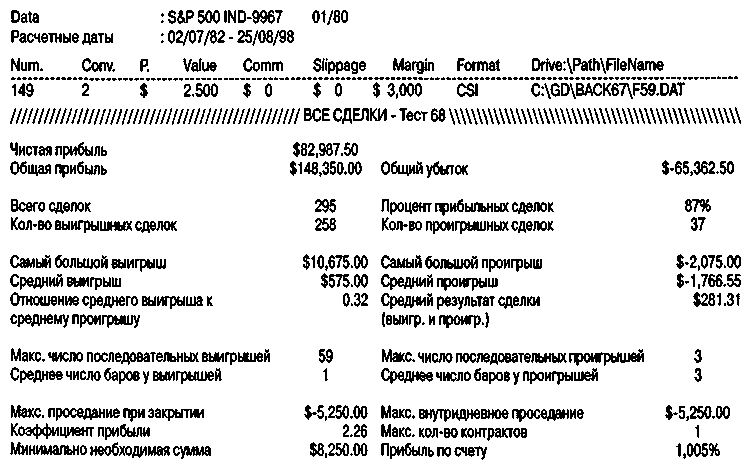 Data : S&P 500 IND-9967 01/80
Расчетные даты : 02/07/82 - 25/08/98
Num. Conv. P. Value Comm Slippage Margin Format Drive:\Path\FileName
149 2 $ 2.500 $ 0 $ 0 $ 3,000 CSI C:\GD\BACK67\F59.DAT
////////////////////////////////////////// ВСЕ СДЕЛКИ - Тест 68 \\\\\\\\\\\\\\\\\\\\\\\\\\\\\\\\\\\\\\\\\\
Чистая прибыль $82,987.50
Общая прибыль $148,350.00 Общий убыток $-65,362.50
Всего сделок 295 Процент прибыльных сделок 87%
Кол-во выигрышных сделок 258 Кол-во проигрышных сделок 37
Самый большой выигрыш $10,675.00 Самый большой проигрыш $-2,075.00
Средний выигрыш $575.00 Средний проигрыш $-1,766.55
Отношение среднего выигрыша к 0.32 Средний результат сделки $281.31
среднему проигрышу (выигр. и проигр.)
Макс. число последовательных выигрышей 59 Макс. число последовательных проигрышей 3
Среднее число баров у выигрышей 1 Среднее число баров у проигрышей 3
Макс. проседание при закрытии $-5,250.00 Макс. внутридневное проседание $-5,250.00
Коэффициент прибыли 2.26 Макс. кол-во контрактов 1
Минимально необходимая сумма $8,250.00 Прибыль по счету 1,005%